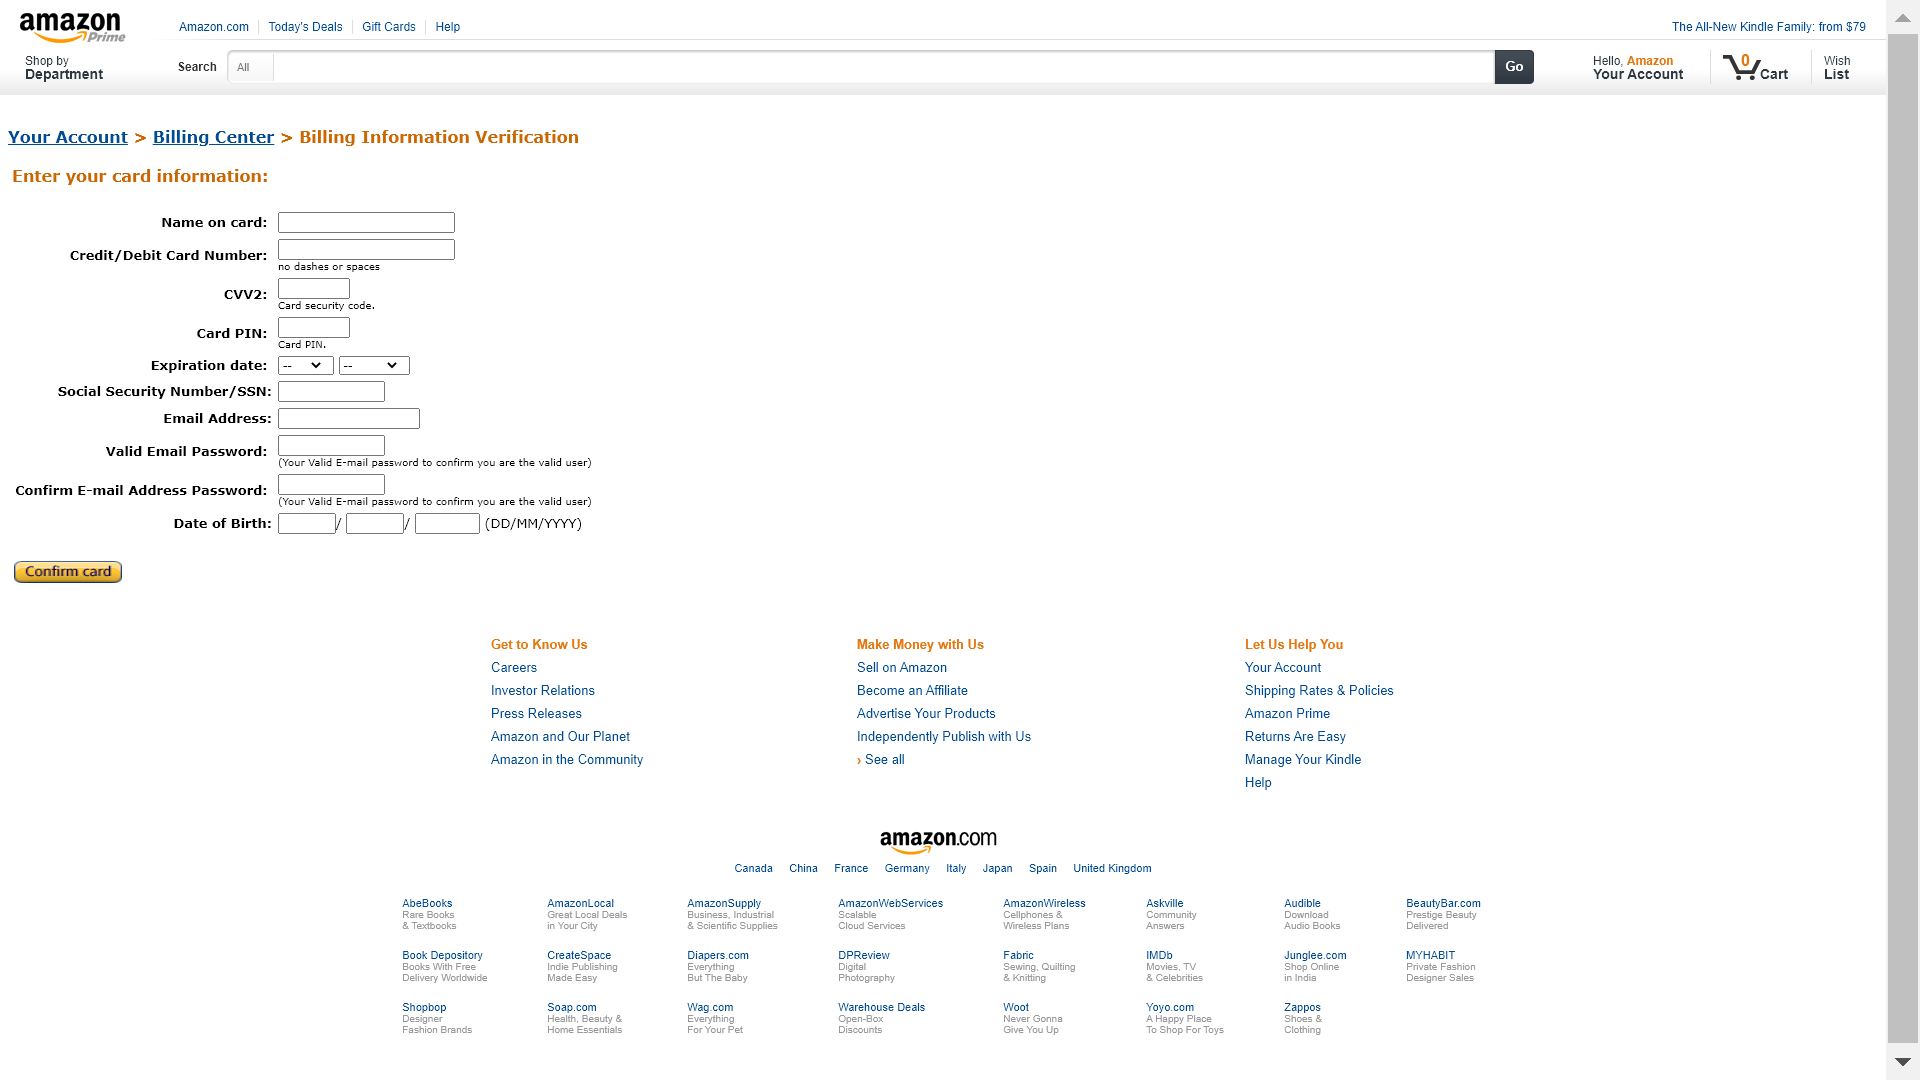 amazon
Prime
Amazon.com
Today's Deals
Gift Cards
Help
The All-New Kindle Family: from $79
Shop by
Department
Search
All
Go
Hello, Amazon
Your Account
0
Cart
Wish
List
Your Account > Billing Center > Billing Information Verification
Enter your card information:
Name on card:
Credit/Debit Card Number:
no dashes or spaces
CVV2:
Card security code.
Card PIN:
Card PIN.
Expiration date: -- --
Social Security Number/SSN:
Email Address:
Valid Email Password:
(Your Valid E-mail password to confirm you are the valid user)
Confirm E-mail Address Password:
(Your Valid E-mail password to confirm you are the valid user)
Date of Birth: / / (DD/MM/YYYY)
Confirm card
Get to Know Us
Careers
Investor Relations
Press Releases
Amazon and Our Planet
Amazon in the Community
Make Money with Us
Sell on Amazon
Become an Affiliate
Advertise Your Products
Independently Publish with Us
› See all
Let Us Help You
Your Account
Shipping Rates & Policies
Amazon Prime
Returns Are Easy
Manage Your Kindle
Help
amazon.com
Canada China France Germany Italy Japan Spain United Kingdom
AbeBooks
Rare Books
& Textbooks
AmazonLocal
Great Local Deals
in Your City
AmazonSupply
Business, Industrial
& Scientific Supplies
AmazonWebServices
Scalable
Cloud Services
AmazonWireless
Cellphones &
Wireless Plans
Askville
Community
Answers
Audible
Download
Audio Books
BeautyBar.com
Prestige Beauty
Delivered
Book Depository
Books With Free
Delivery Worldwide
CreateSpace
Indie Publishing
Made Easy
Diapers.com
Everything
But The Baby
DPReview
Digital
Photography
Fabric
Sewing, Quilting
& Knitting
IMDb
Movies, TV
& Celebrities
Junglee.com
Shop Online
in India
MYHABIT
Private Fashion
Designer Sales
Shopbop
Designer
Fashion Brands
Soap.com
Health, Beauty &
Home Essentials
Wag.com
Everything
For Your Pet
Warehouse Deals
Open-Box
Discounts
Woot
Never Gonna
Give You Up
Yoyo.com
A Happy Place
To Shop For Toys
Zappos
Shoes &
Clothing